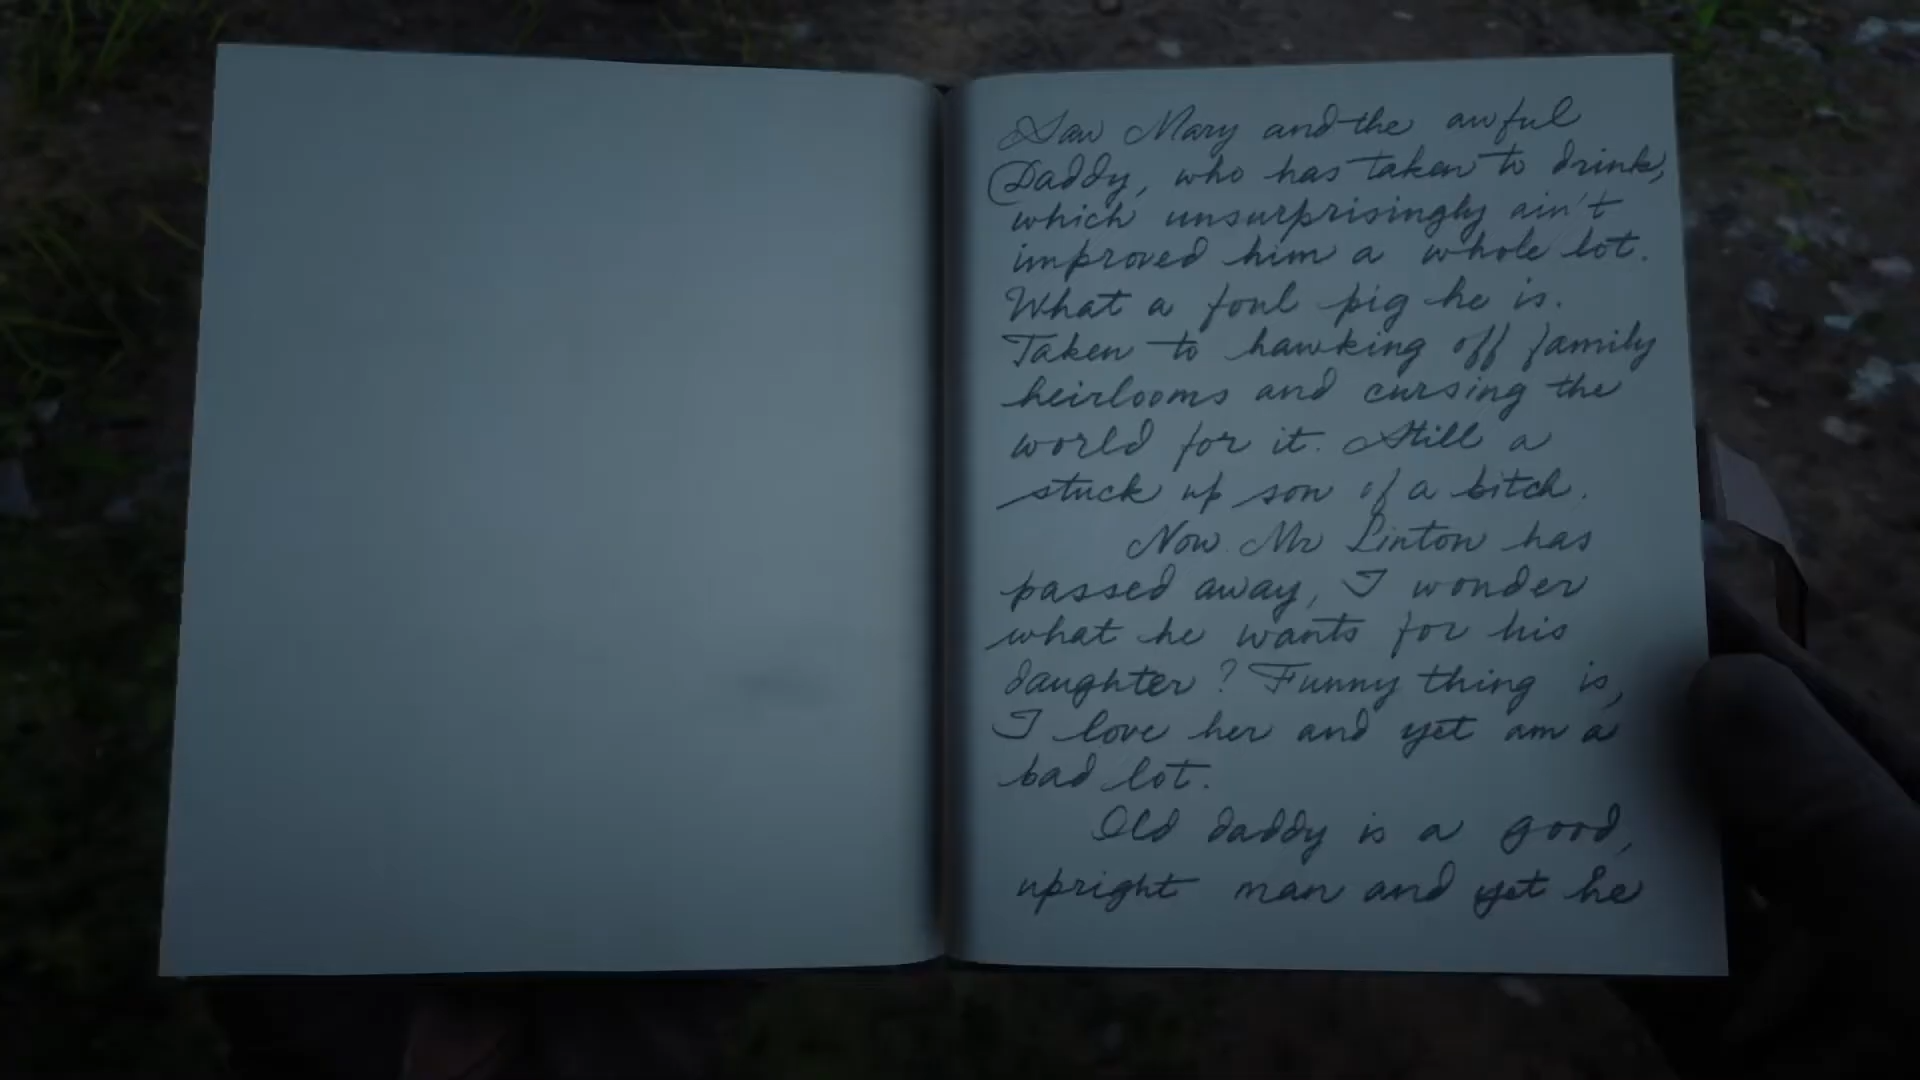 Saw Mary and the awful
Daddy, who has taken to drink,
which unsurprisingly ain't
improved him a whole lot.
What a foul pig he is.
Taken to hawking off family
heirlooms and cursing the
world for it. Still a
stuck up son of a bitch.
Now Mr Linton has
passed away, I wonder
what he wants for his
daughter? Funny thing is,
I love her and yet am a
bad lot.
Old daddy is a good,
upright man and yet he